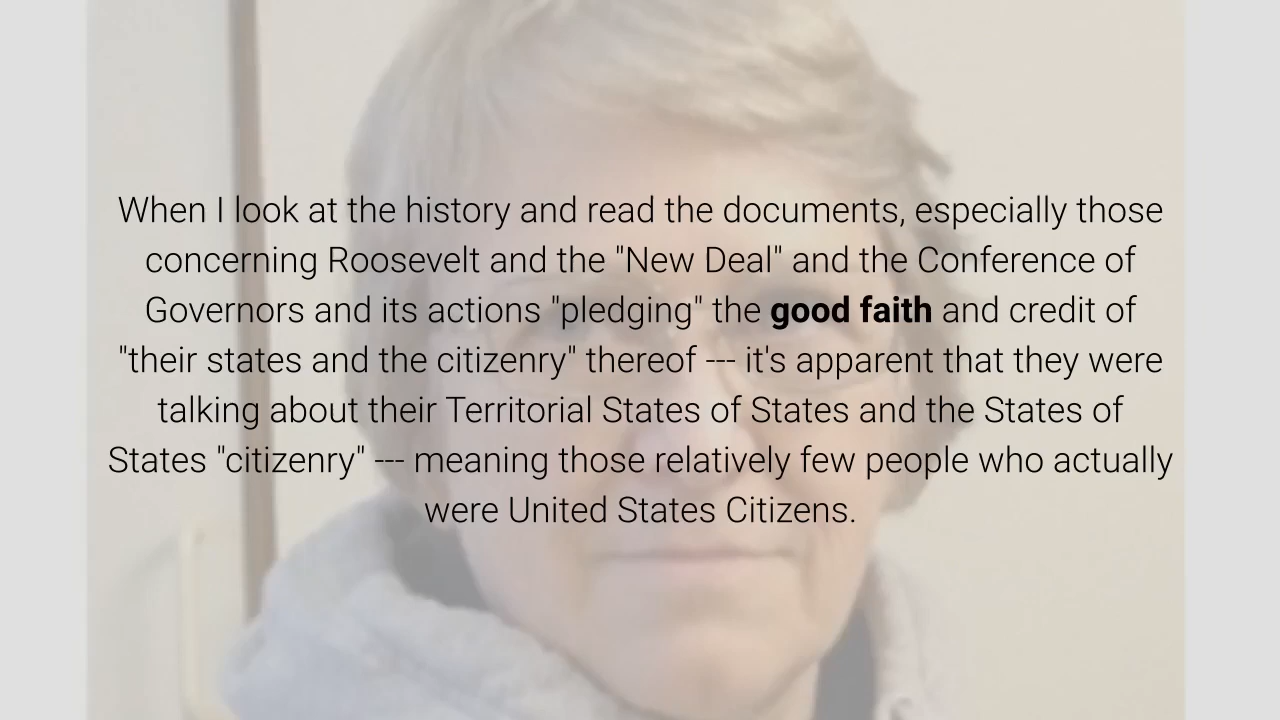 When I look at the history and read the documents, especially those
concerning Roosevelt and the "New Deal" and the Conference of
Governors and its actions "pledging" the good faith and credit of
"their states and the citizenry" thereof --- it's apparent that they were
talking about their Territorial States of States and the States of
States "citizenry" --- meaning those relatively few people who actually
were United States Citizens.